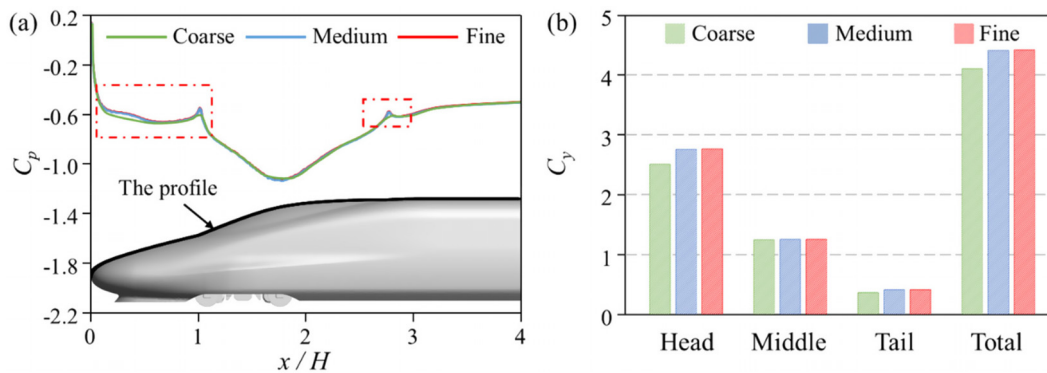 (a)
0.2
-0.2
-0.6
-1.0
-1.4
-1.8
-2.2
C_p
Coarse Medium Fine
The profile
0 1 2 3 4
x / H
(b)
5
4
3
2
1
0
C_y
Coarse Medium Fine
Head Middle Tail Total